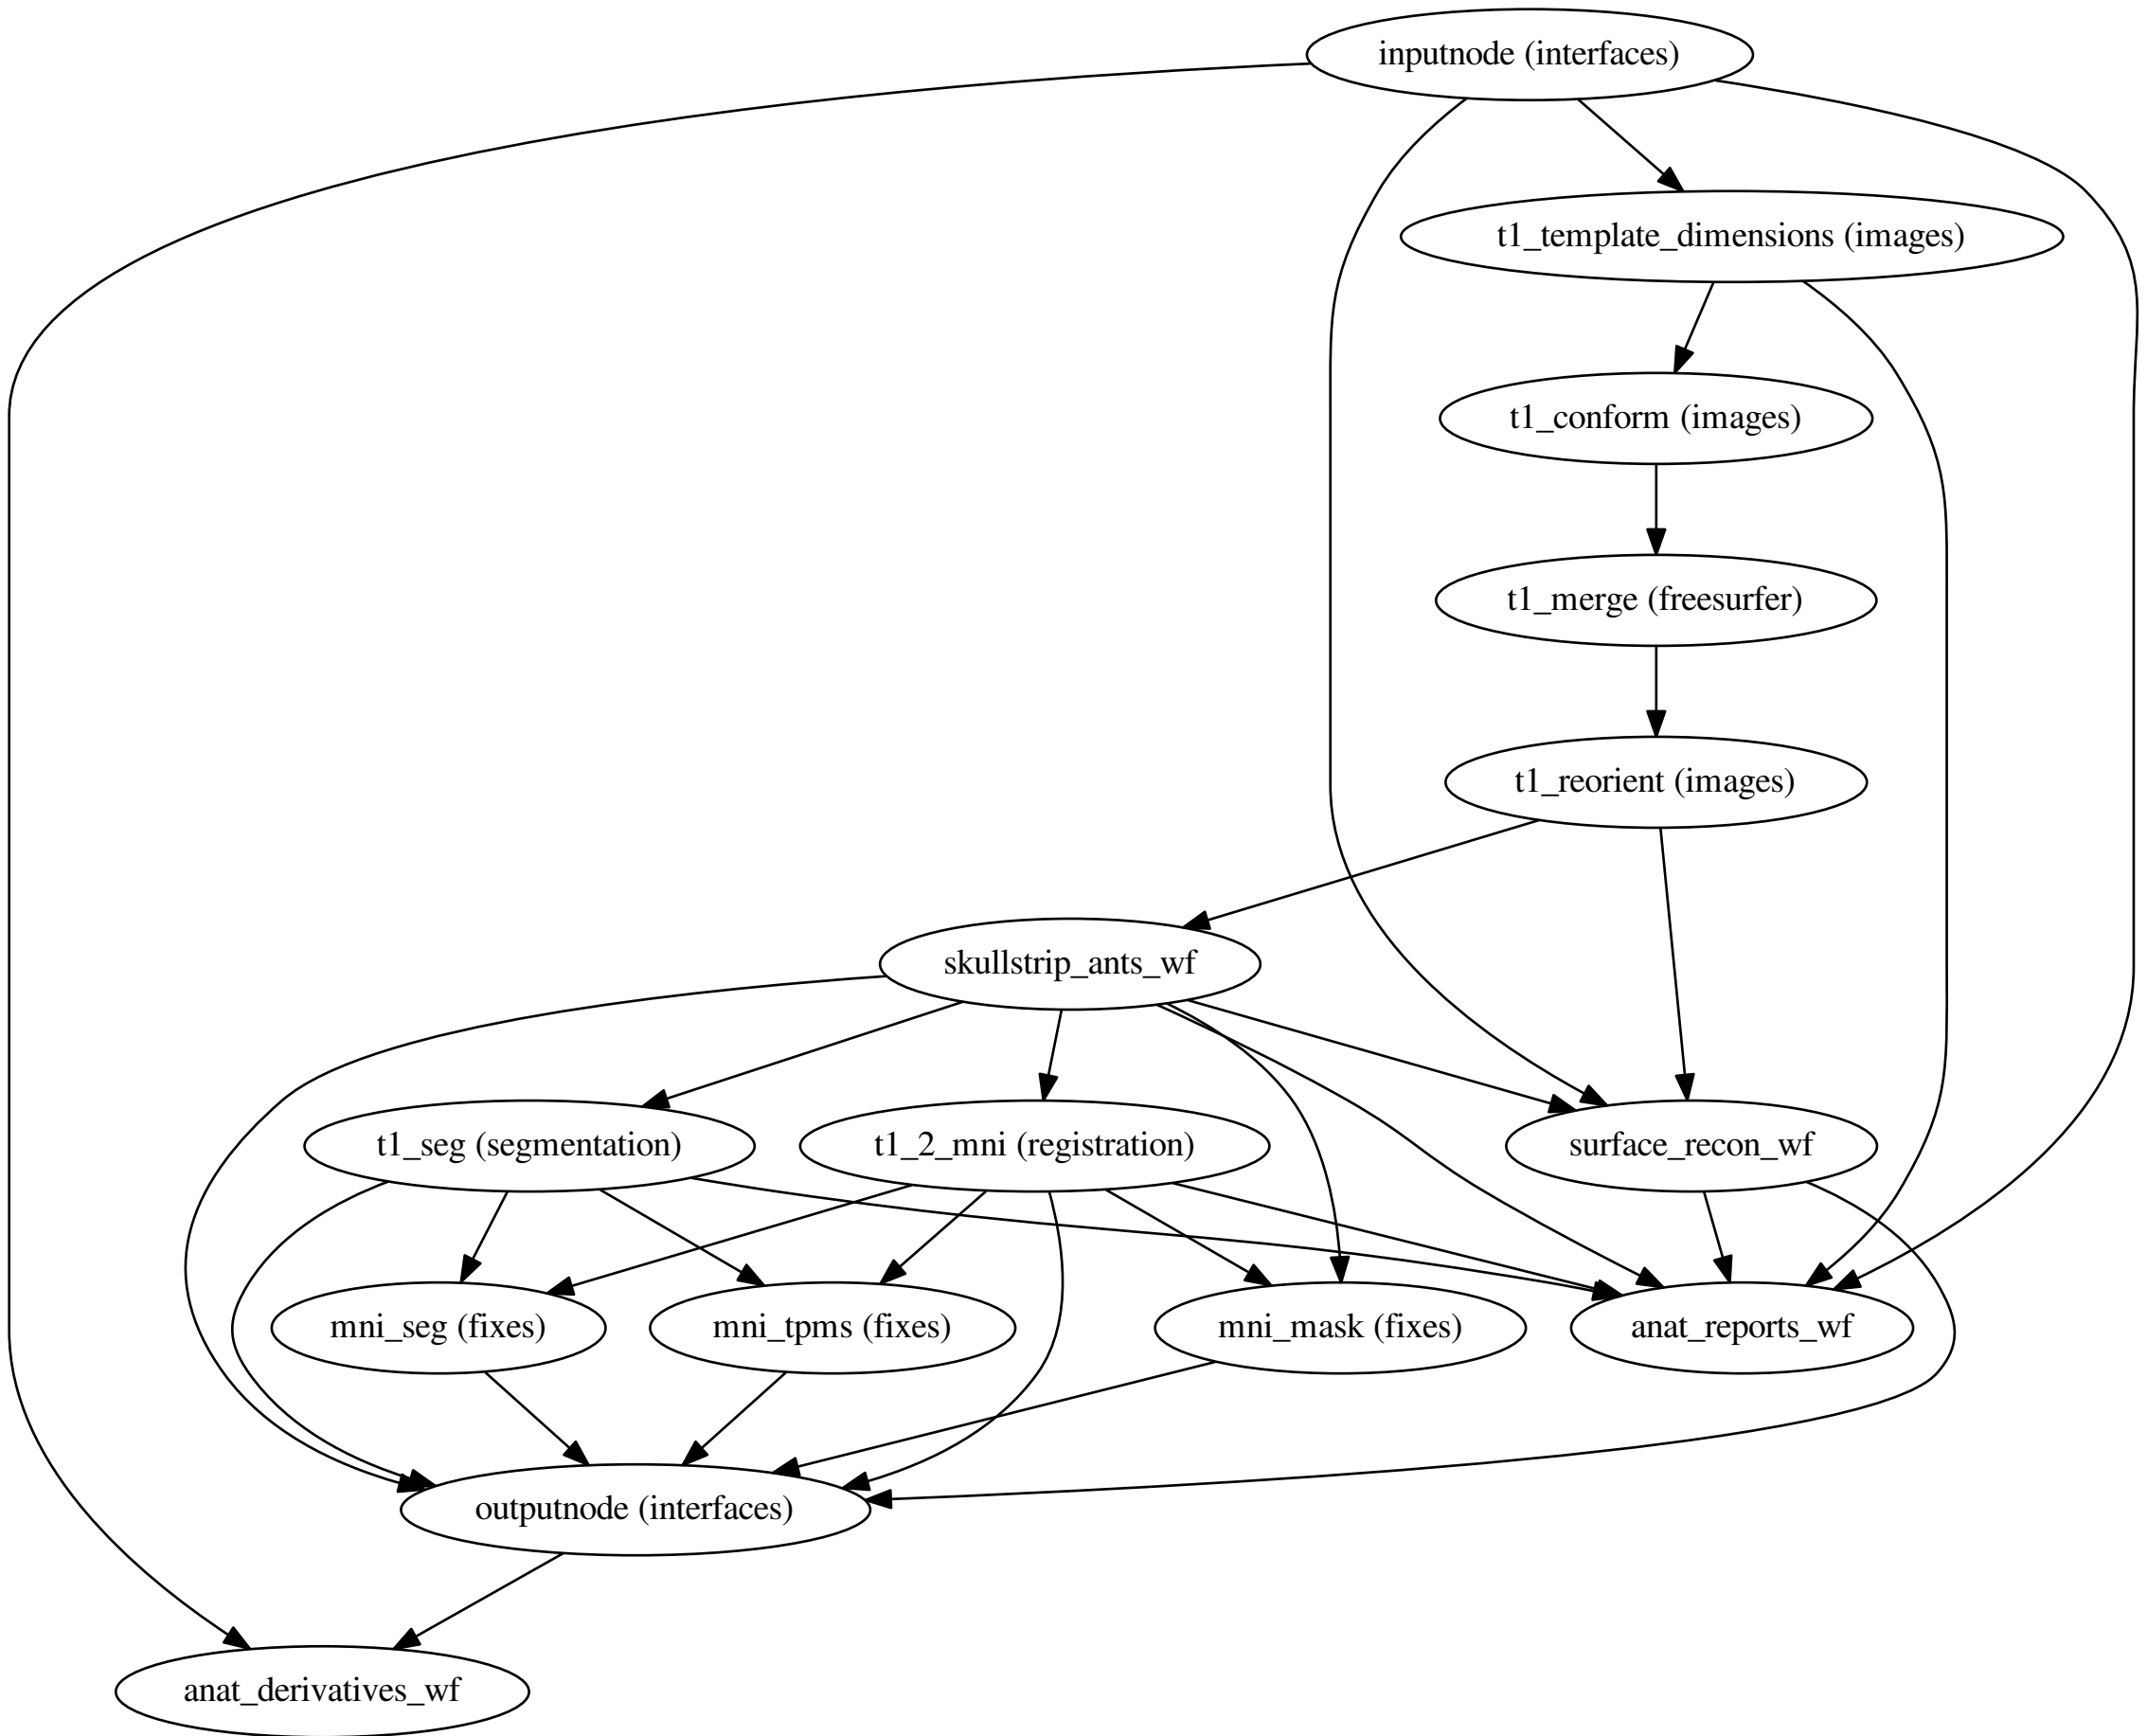 inputnode (interfaces)
t1_template_dimensions (images)
t1_conform (images)
t1_merge (freesurfer)
t1_reorient (images)
skullstrip_ants_wf
t1_seg (segmentation)
t1_2_mni (registration)
surface_recon_wf
mni_seg (fixes)
mni_tpms (fixes)
mni_mask (fixes)
anat_reports_wf
outputnode (interfaces)
anat_derivatives_wf